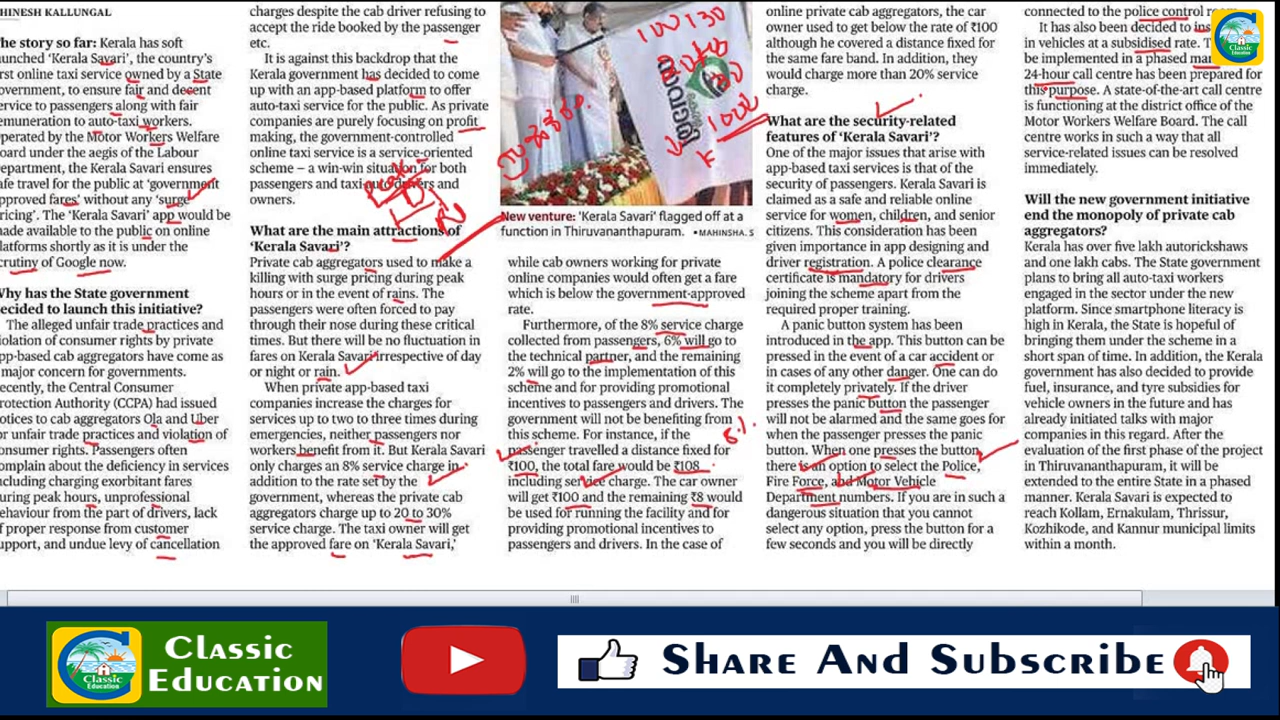 HINESH KALLUNGAL
he story so far: Kerala has soft
unched ‘Kerala Savari’, the country’s
rst online taxi service owned by a State
overnment, to ensure fair and decent
ervice to passengers along with fair
emuneration to auto-taxi workers.
perated by the Motor Workers Welfare
oard under the aegis of the Labour
epartment, the Kerala Savari ensures
afe travel for the public at ‘government
pproved fares’ without any ‘surge
ricing’. The ‘Kerala Savari’ app would be
ade available to the public on online
latforms shortly as it is under the
crutiny of Google now.
Why has the State government
ecided to launch this initiative?
The alleged unfair trade practices and
iolation of consumer rights by private
pp-based cab aggregators have come as
major concern for governments.
ecently, the Central Consumer
rotection Authority (CCPA) had issued
otices to cab aggregators Ola and Uber
or unfair trade practices and violation of
onsumer rights. Passengers often
omplain about the deficiency in services
ncluding charging exorbitant fares
uring peak hours, unprofessional
ehaviour from the part of drivers, lack
f proper response from customer
upport, and undue levy of cancellation
charges despite the cab driver refusing to
accept the ride booked by the passenger
etc.
It is against this backdrop that the
Kerala government has decided to come
up with an app-based platform to offer
auto-taxi service for the public. As private
companies are purely focusing on profit
making, the government-controlled
online taxi service is a service-oriented
scheme – a win-win situation for both
passengers and taxi auto drivers and
owners.
What are the main attractions of
‘Kerala Savari’?
Private cab aggregators used to make a
killing with surge pricing during peak
hours or in the event of rains. The
passengers were often forced to pay
through their nose during these critical
times. But there will be no fluctuation in
fares on Kerala Savari irrespective of day
or night or rain.
When private app-based taxi
companies increase the charges for
services up to two to three times during
emergencies, neither passengers nor
workers benefit from it. But Kerala Savari
only charges an 8% service charge in
addition to the rate set by the
government, whereas the private cab
aggregators charge up to 20 to 30%
service charge. The taxi owner will get
the approved fare on ‘Kerala Savari,’
100 130
1000
New venture: ‘Kerala Savari’ flagged off at a
function in Thiruvananthapuram. • MAHINSHA. S
while cab owners working for private
online companies would often get a fare
which is below the government-approved
rate.
Furthermore, of the 8% service charge
collected from passengers, 6% will go to
the technical partner, and the remaining
2% will go to the implementation of this
scheme and for providing promotional
incentives to passengers and drivers. The
government will not be benefiting from
this scheme. For instance, if the
8%.
passenger travelled a distance fixed for
₹100, the total fare would be ₹108
including service charge. The car owner
will get ₹100 and the remaining ₹8 would
be used for running the facility and for
providing promotional incentives to
passengers and drivers. In the case of
online private cab aggregators, the car
owner used to get below the rate of ₹100
although he covered a distance fixed for
the same fare band. In addition, they
would charge more than 20% service
charge.
What are the security-related
features of ‘Kerala Savari’?
One of the major issues that arise with
app-based taxi services is that of the
security of passengers. Kerala Savari is
claimed as a safe and reliable online
service for women, children, and senior
citizens. This consideration has been
given importance in app designing and
driver registration. A police clearance
certificate is mandatory for drivers
joining the scheme apart from the
required proper training.
A panic button system has been
introduced in the app. This button can be
pressed in the event of a car accident or
in cases of any other danger. One can do
it completely privately. If the driver
presses the panic button the passenger
will not be alarmed and the same goes for
when the passenger presses the panic
button. When one presses the button,
there is an option to select the Police,
Fire Force, and Motor Vehicle
Department numbers. If you are in such a
dangerous situation that you cannot
select any option, press the button for a
few seconds and you will be directly
connected to the police control
It has also been decided to
in vehicles at a subsidised rate.
be implemented in a phased
24-hour call centre has been prepared for
this purpose. A state-of-the-art call centre
is functioning at the district office of the
Motor Workers Welfare Board. The call
centre works in such a way that all
service-related issues can be resolved
immediately.
Will the new government initiative
end the monopoly of private cab
aggregators?
Kerala has over five lakh autorickshaws
and one lakh cabs. The State government
plans to bring all auto-taxi workers
engaged in the sector under the new
platform. Since smartphone literacy is
high in Kerala, the State is hopeful of
bringing them under the scheme in a
short span of time. In addition, the Kerala
government has also decided to provide
fuel, insurance, and tyre subsidies for
vehicle owners in the future and has
already initiated talks with major
companies in this regard. After the
evaluation of the first phase of the project
in Thiruvananthapuram, it will be
extended to the entire State in a phased
manner. Kerala Savari is expected to
reach Kollam, Ernakulam, Thrissur,
Kozhikode, and Kannur municipal limits
within a month.
Classic
Education
Classic
Education
Classic
Education
Share And Subscribe